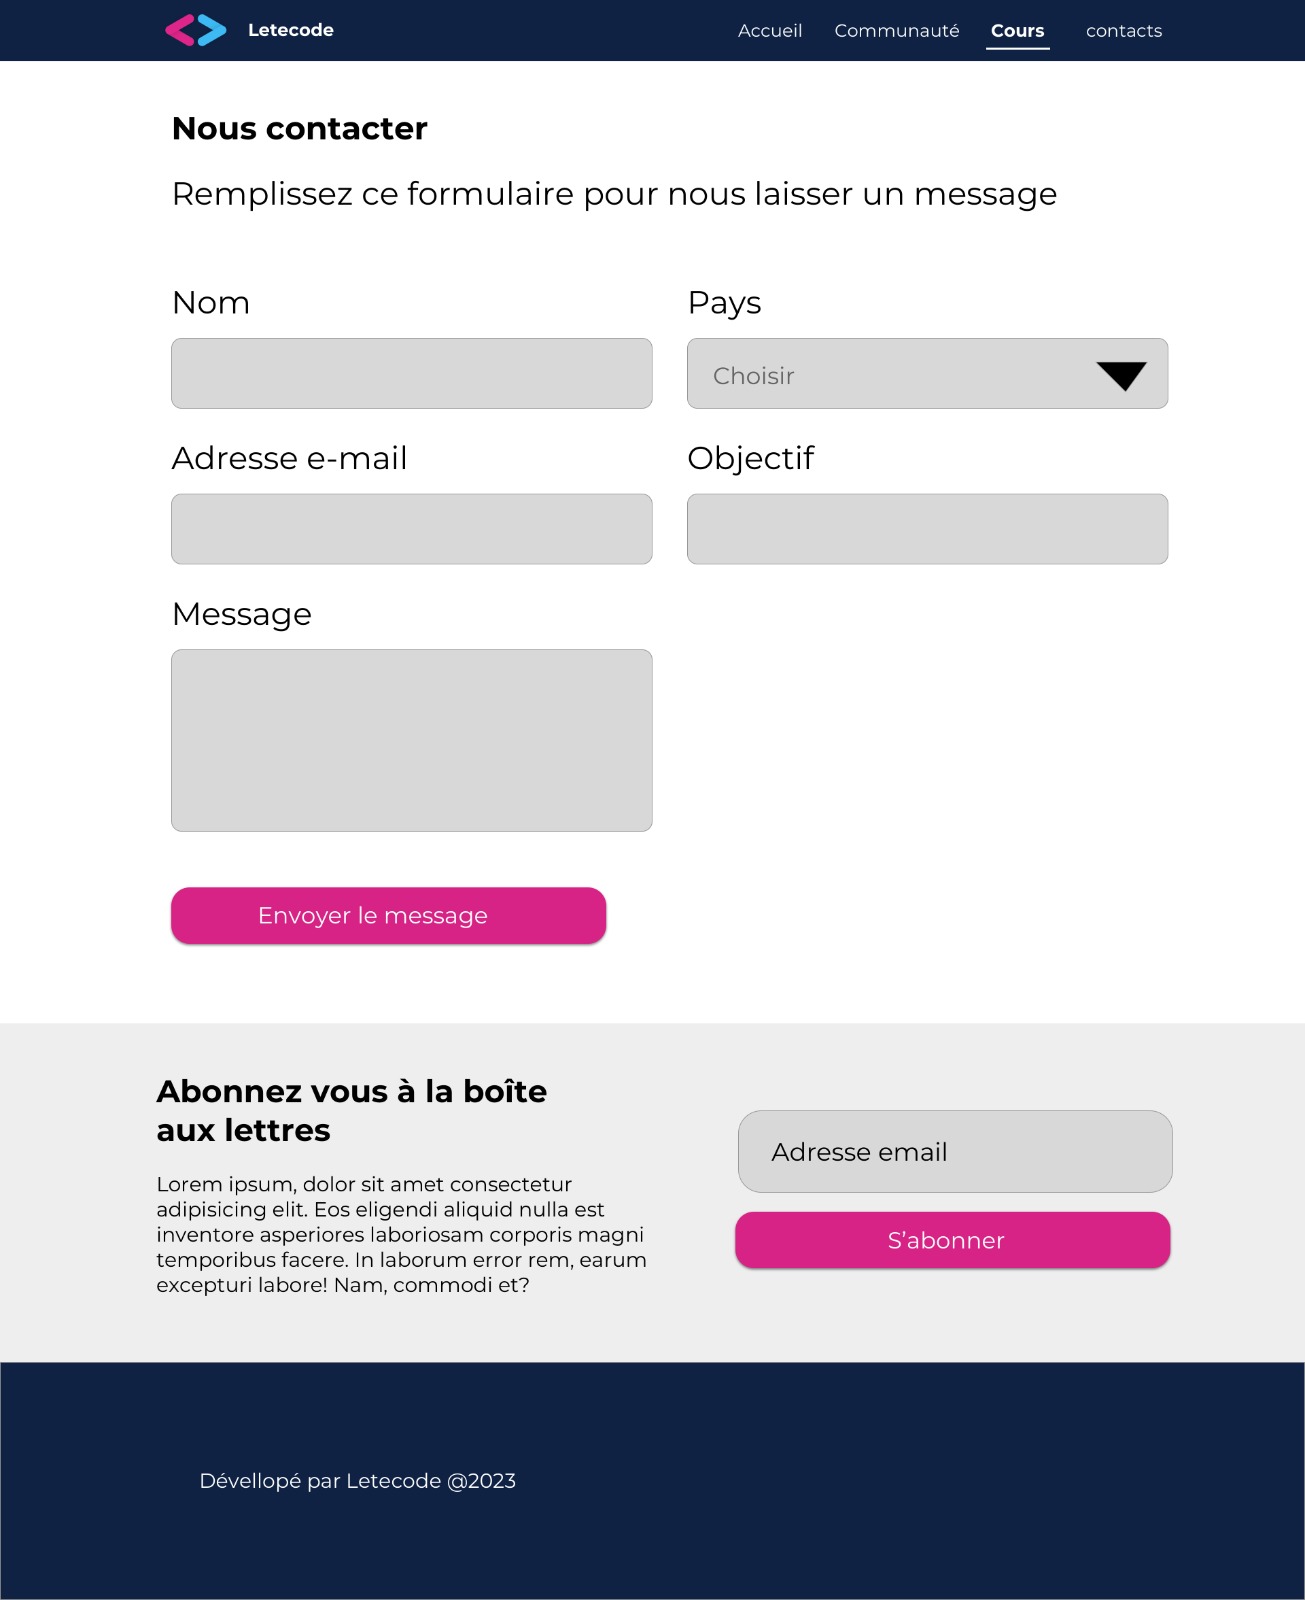 Letecode
Accueil Communauté Cours contacts
Nous contacter
Remplissez ce formulaire pour nous laisser un message
Nom
Pays
Choisir
Adresse e-mail
Objectif
Message
Envoyer le message
Abonnez vous à la boîte
aux lettres
Lorem ipsum, dolor sit amet consectetur
adipisicing elit. Eos eligendi aliquid nulla est
inventore asperiores laboriosam corporis magni
temporibus facere. In laborum error rem, earum
excepturi labore! Nam, commodi et?
Adresse email
S'abonner
Dévellopé par Letecode @2023